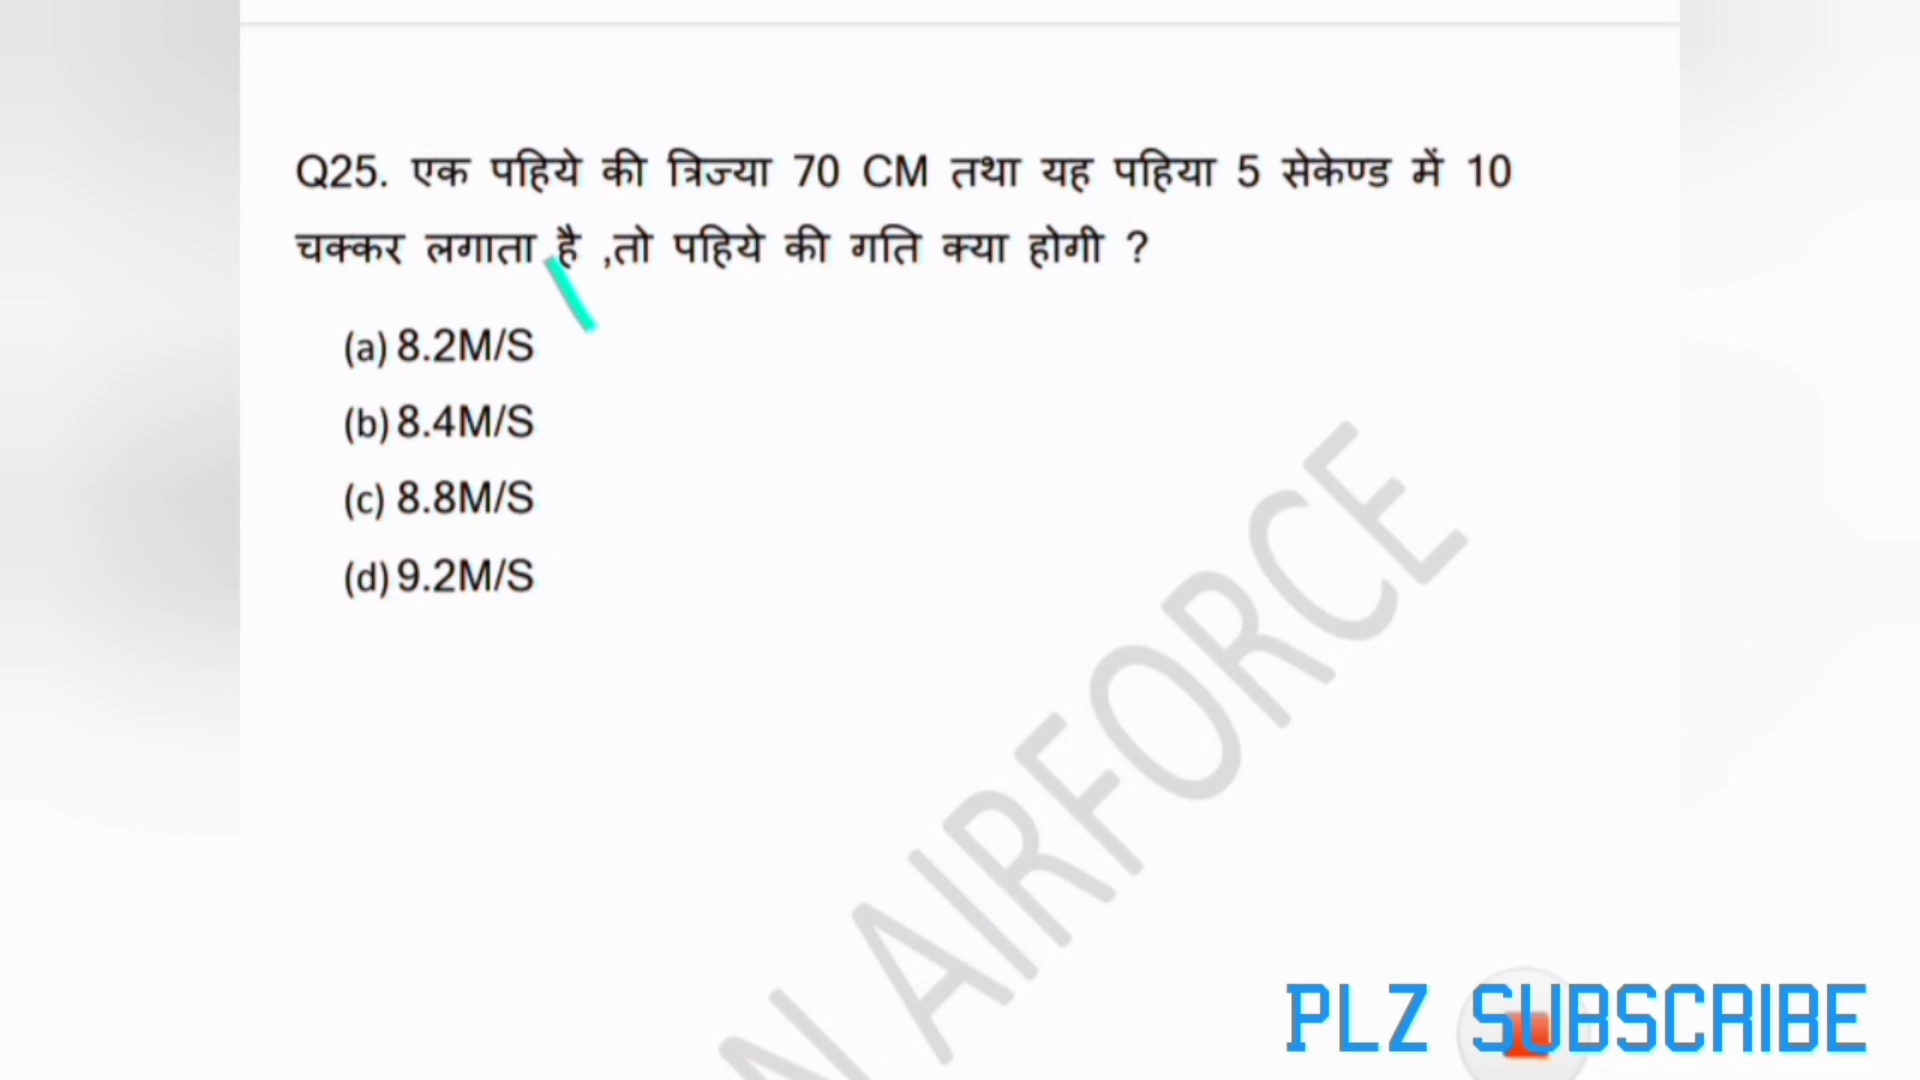 Q25. एक पहिये की त्रिज्या 70 CM तथा यह पहिया 5 सेकेण्ड में 10
चक्कर लगाता है ,तो पहिये की गति क्या होगी ?
(a) 8.2M/S
(b) 8.4M/S
(c) 8.8M/S
(d) 9.2M/S
N AIRFORCE
PLZ SUBSCRIBE